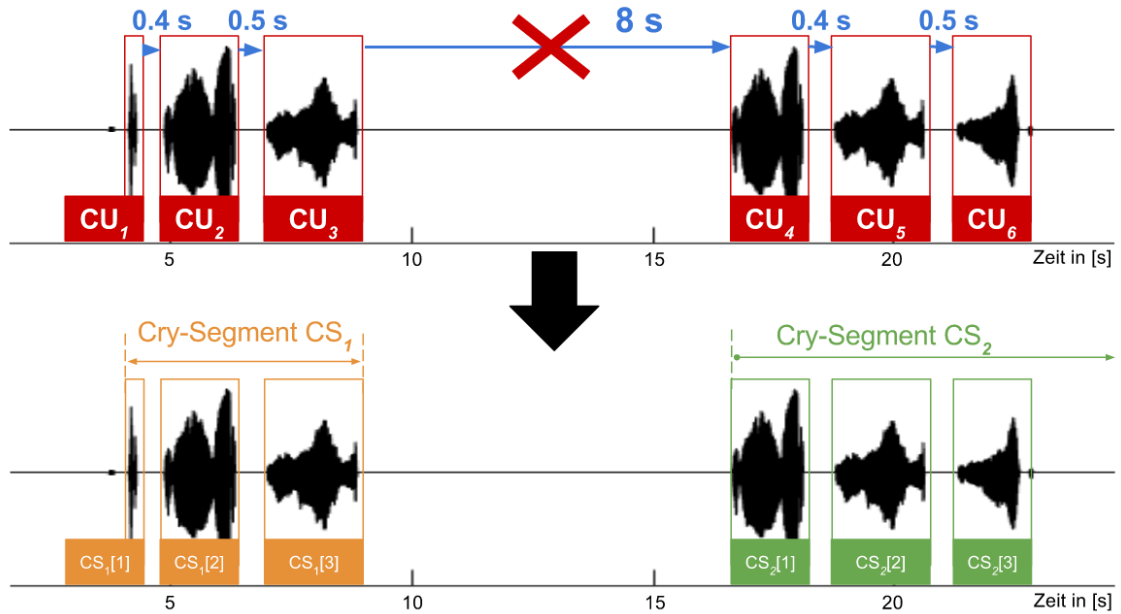 0.4 s 0.5 s 8 s 0.4 s 0.5 s
CU1 CU2 CU3 CU4 CU5 CU6
5 10 15 20 Zeit in [s]
Cry-Segment CS1 Cry-Segment CS2
CS1[1] CS1[2] CS1[3] CS2[1] CS2[2] CS2[3]
5 10 15 20 Zeit in [s]